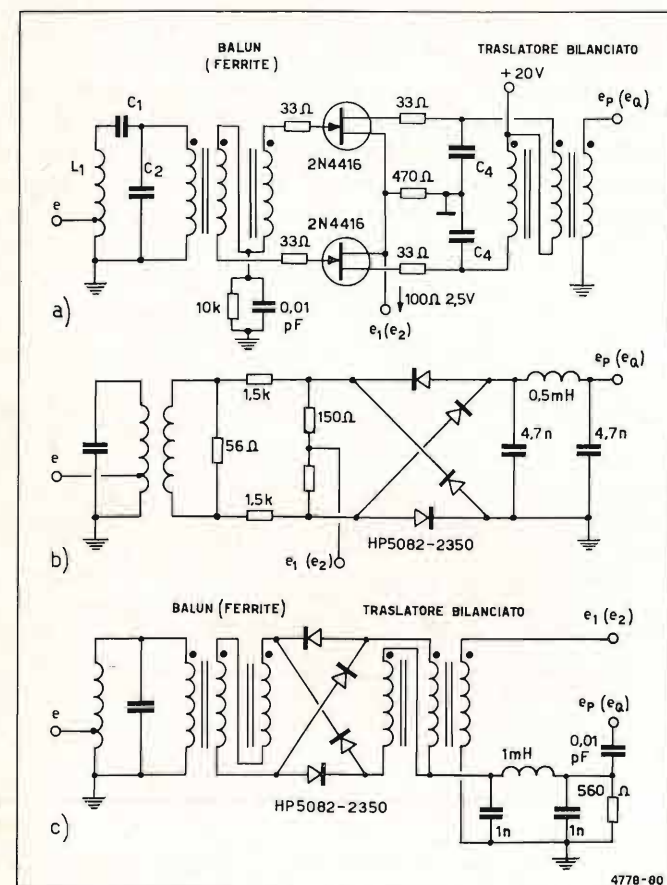 BALUN
(FERRITE)
TRASLATORE BILANCIATO
+ 20V
eP (eQ)
C1
L1
C2
e
33Ω
2N4416
33Ω
C4
470Ω
2N4416
C4
33Ω
33Ω
10k
0,01
pF
100Ω 2,5V
e1(e2)
a)
e
1,5k
56Ω
150Ω
1,5k
e1 (e2)
HP5082-2350
0,5mH
4,7n
4,7n
eP(eQ)
b)
BALUN (FERRITE)
TRASLATORE BILANCIATO
e1 (e2)
e
eP (eQ)
0,01
pF
1mH
560
Ω
1n
1n
HP5082-2350
c)
4778-80